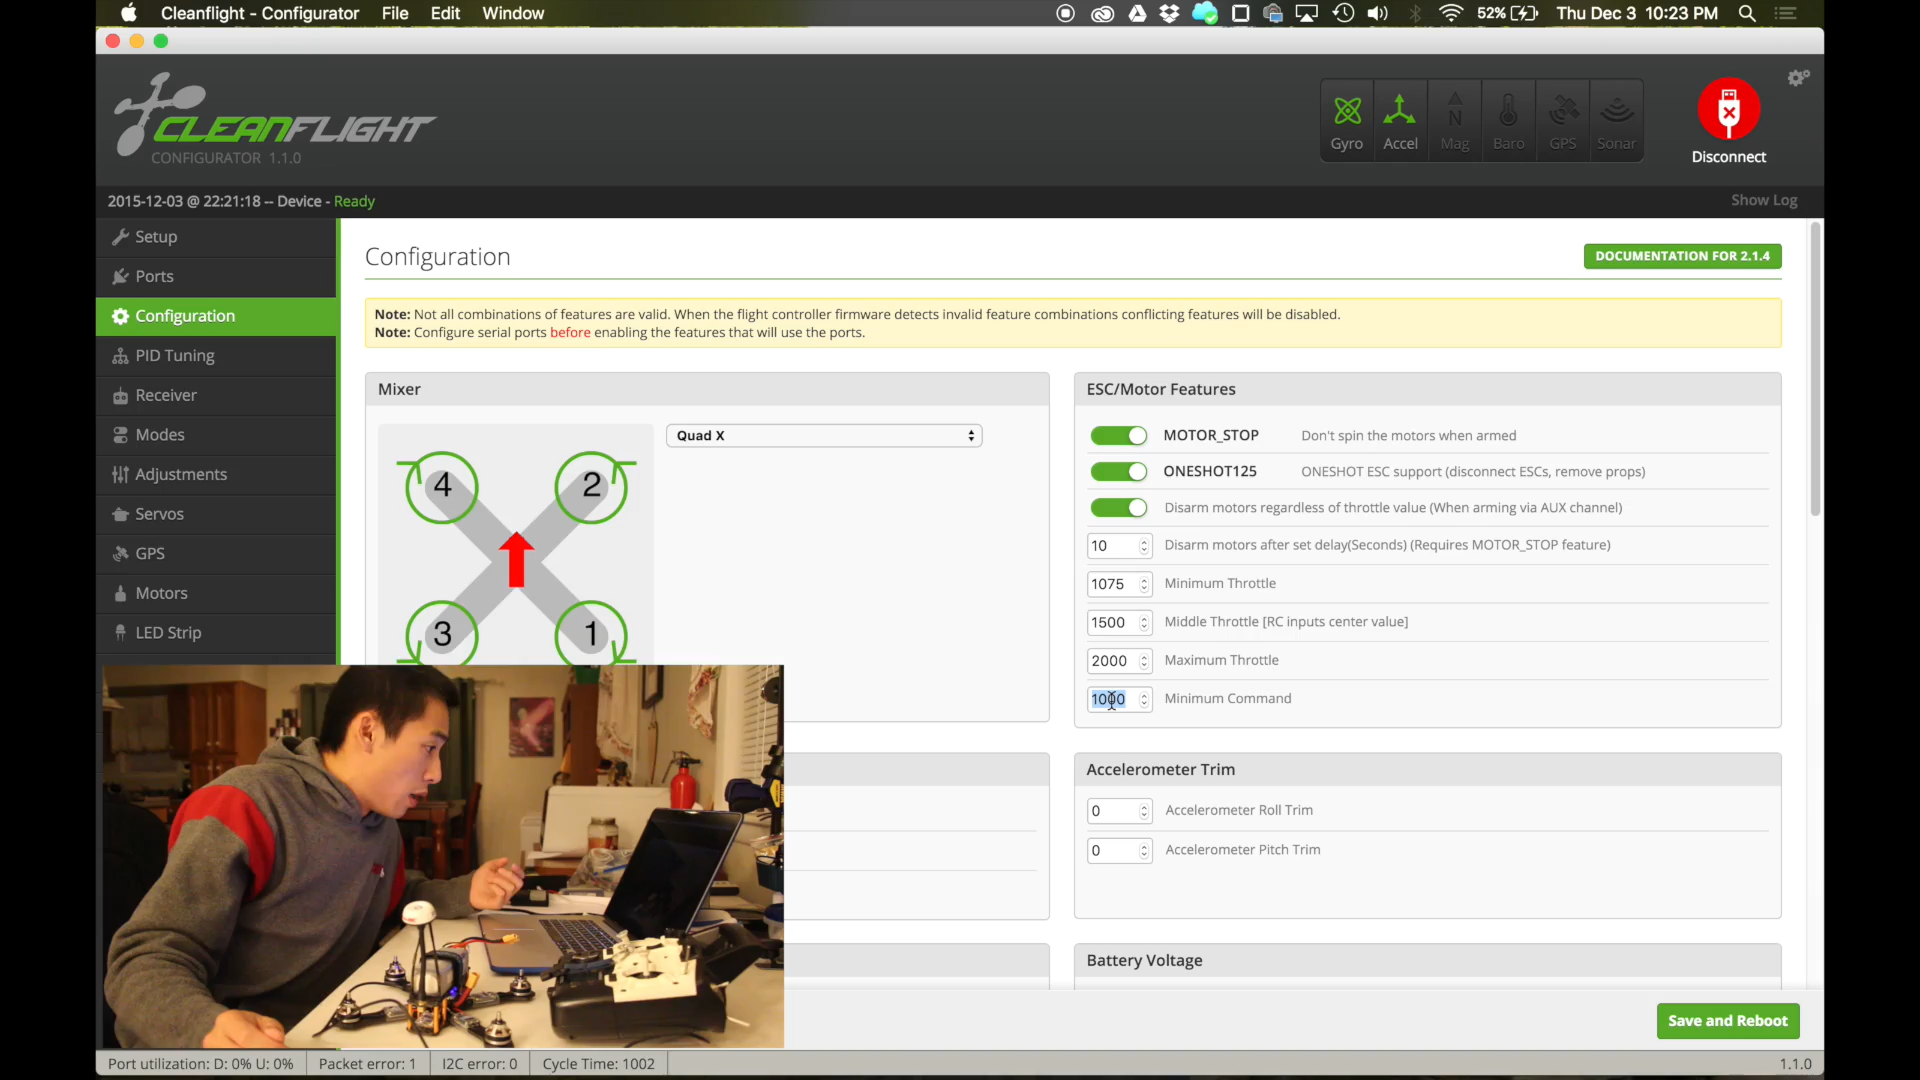 Cleanflight - Configurator File Edit Window
52% Thu Dec 3 10:23 PM
CLEANFLIGHT
CONFIGURATOR 1.1.0
Gyro Accel Mag Baro GPS Sonar
Disconnect
2015-12-03 @ 22:21:18 -- Device - Ready
Show Log
Setup
Ports
Configuration
PID Tuning
Receiver
Modes
Adjustments
Servos
GPS
Motors
LED Strip
Configuration
DOCUMENTATION FOR 2.1.4
Note: Not all combinations of features are valid. When the flight controller firmware detects invalid feature combinations conflicting features will be disabled.
Note: Configure serial ports before enabling the features that will use the ports.
Mixer
Quad X
4 2
3 1
ESC/Motor Features
MOTOR_STOP Don't spin the motors when armed
ONESHOT125 ONESHOT ESC support (disconnect ESCs, remove props)
Disarm motors regardless of throttle value (When arming via AUX channel)
10 Disarm motors after set delay(Seconds) (Requires MOTOR_STOP feature)
1075 Minimum Throttle
1500 Middle Throttle [RC inputs center value]
2000 Maximum Throttle
1000 Minimum Command
Accelerometer Trim
0 Accelerometer Roll Trim
0 Accelerometer Pitch Trim
Battery Voltage
Save and Reboot
Port utilization: D: 0% U: 0% Packet error: 1 I2C error: 0 Cycle Time: 1002
1.1.0